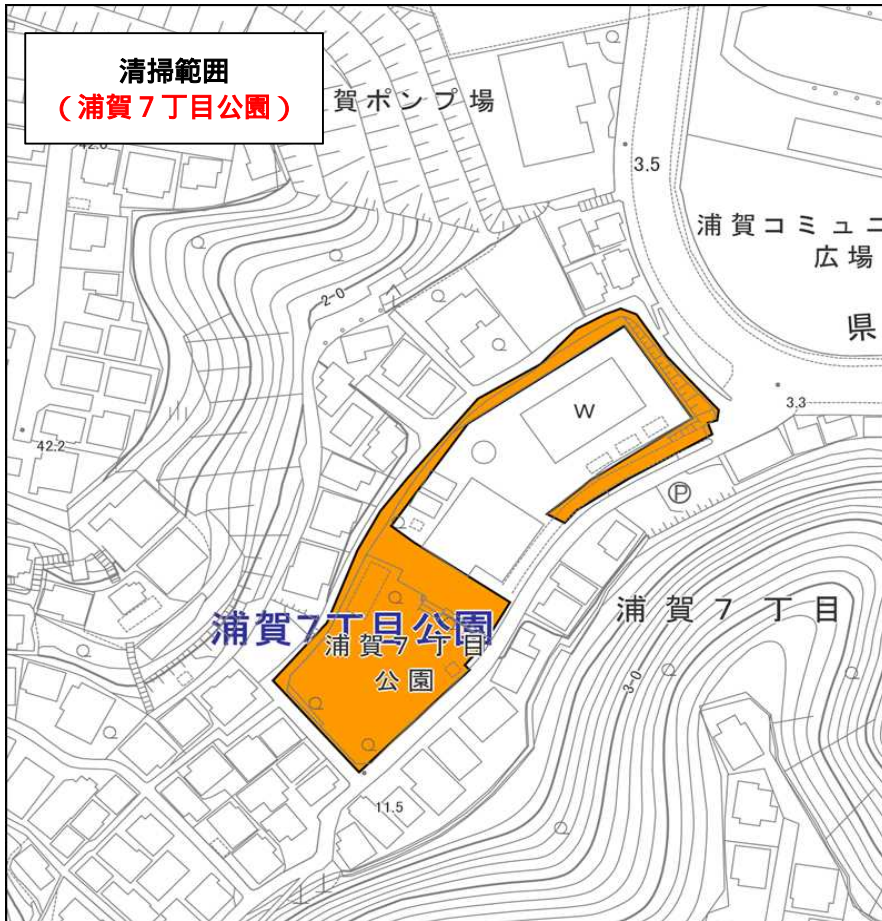 清掃範囲
（浦賀７丁目公園）
賀ポンプ場
42.6
3.5
浦賀コミュニ
広場
県
2-0
W
3.3
42.2
P
浦賀7丁目公園
浦賀７丁目
浦賀７丁目
公園
3-0
11.5